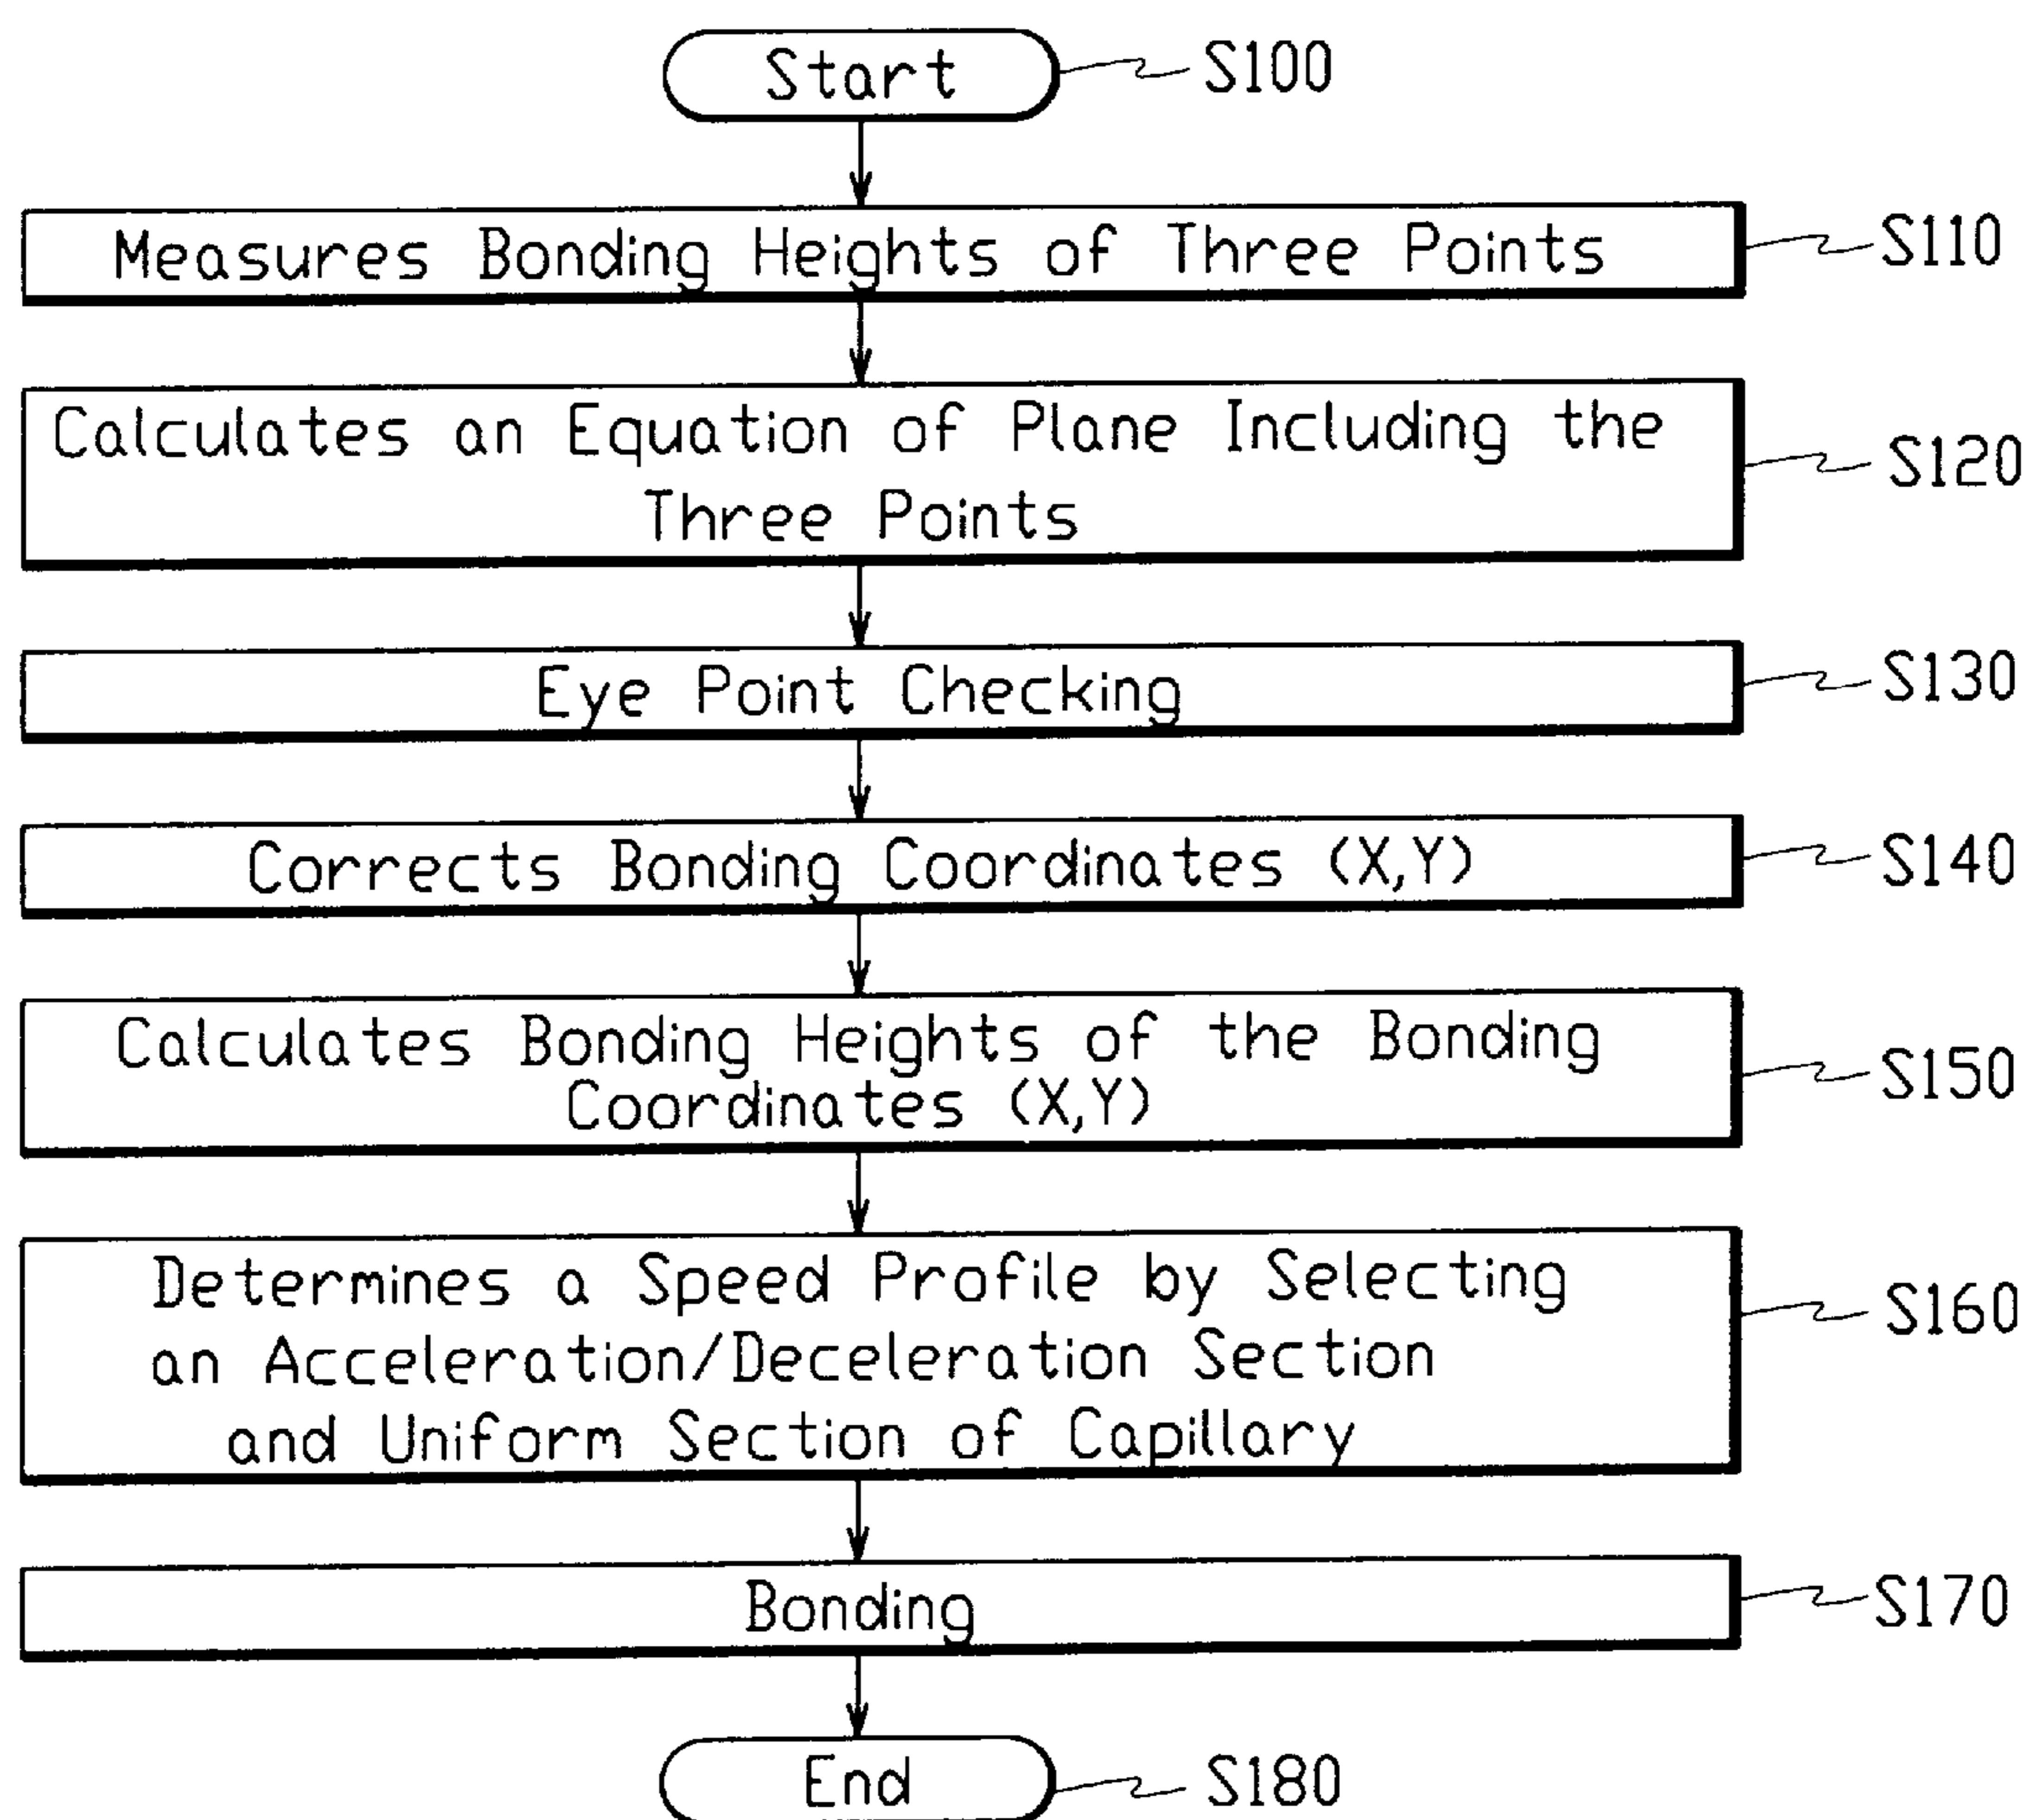 Start S100
Measures Bonding Heights of Three Points S110
Calculates an Equation of Plane Including the
Three Points
S120
Eye Point Checking S130
Corrects Bonding Coordinates (X,Y) S140
Calculates Bonding Heights of the Bonding
Coordinates (X,Y)
S150
Determines a Speed Profile by Selecting
an Acceleration/Deceleration Section
and Uniform Section of Capillary
S160
Bonding S170
End S180